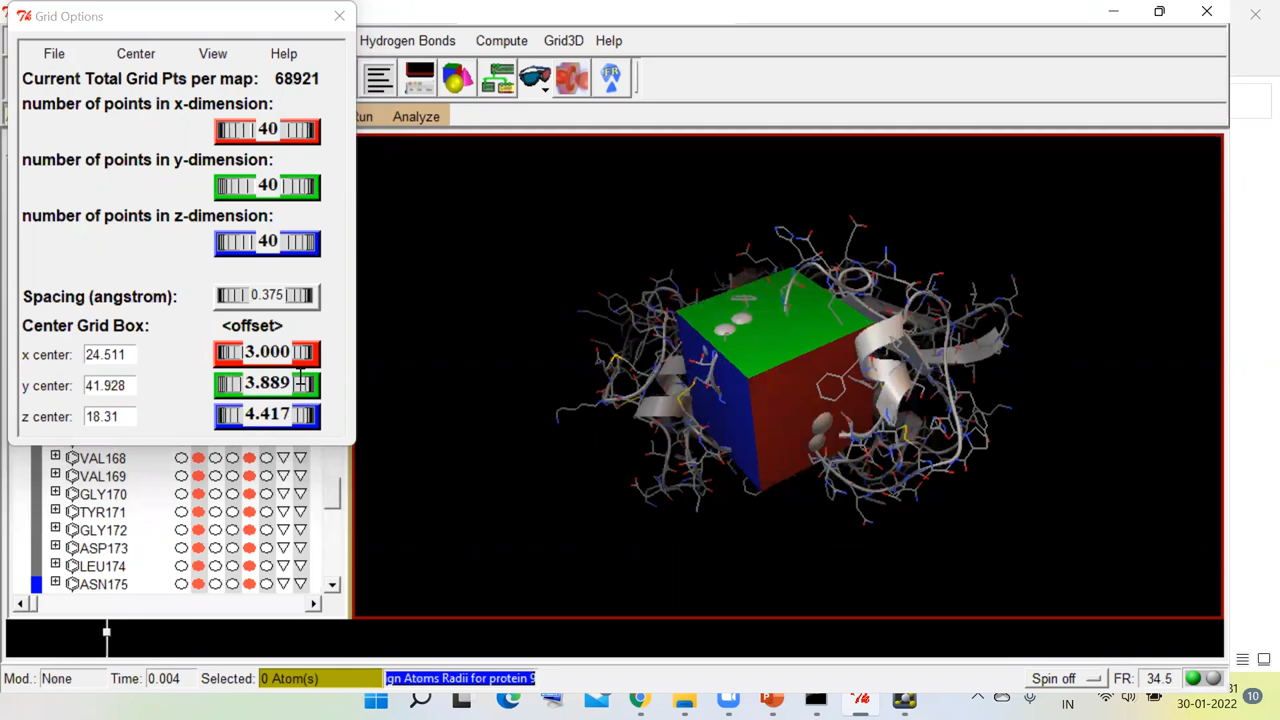 Grid Options
File Center View Help
Current Total Grid Pts per map: 68921
number of points in x-dimension:
40
number of points in y-dimension:
40
number of points in z-dimension:
40
Spacing (angstrom): 0.375
Center Grid Box: <offset>
x center: 24.511 3.000
y center: 41.928 3.889
z center: 18.31 4.417
Hydrogen Bonds Compute Grid3D Help
FR
un Analyze
VAL168
VAL169
GLY170
TYR171
GLY172
ASP173
LEU174
ASN175
Mod.: None Time: 0.004 Selected: 0 Atom(s) gn Atoms Radii for protein 9 Spin off FR: 34.5
IN
31
30-01-2022
10